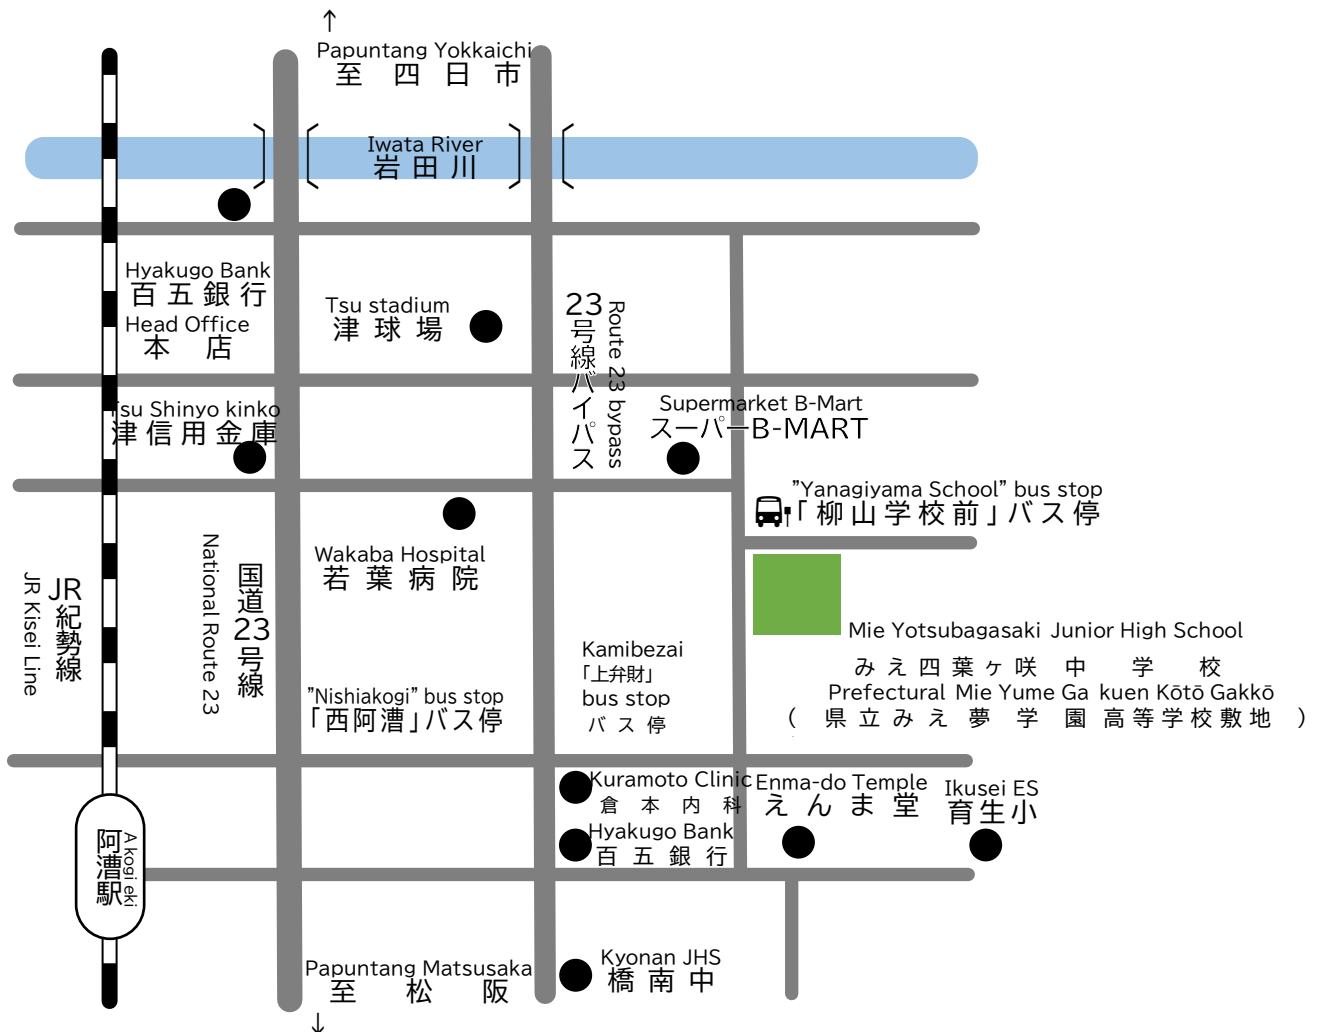 ↑
Papuntang Yokkaichi
至四日市
Iwata River
岩田川
Hyakugo Bank
百五銀行
Head Office
本店
Tsu stadium
津球場
23号線バイパス
Route 23 bypass
Tsu Shinyo kinko
津信用金庫
Supermarket B-Mart
スーパーB-MART
"Yanagiyama School" bus stop
「柳山学校前」バス停
Wakaba Hospital
若葉病院
National Route 23
国道23号線
JR Kisei Line
JR紀勢線
Mie Yotsubagasaki Junior High School
みえ四葉ヶ咲中学校
Prefectural Mie Yume Ga kuen Kōtō Gakkō
(県立みえ夢学園高等学校敷地)
Kamibezai
「上弁財」
bus stop
バス停
"Nishiakogi" bus stop
「西阿漕」バス停
Kuramoto Clinic
倉本内科
Enma-do Temple
えんま堂
Ikusei ES
育生小
Hyakugo Bank
百五銀行
Akogi eki
阿漕駅
Papuntang Matsusaka
至松阪
↓
Kyonan JHS
橋南中